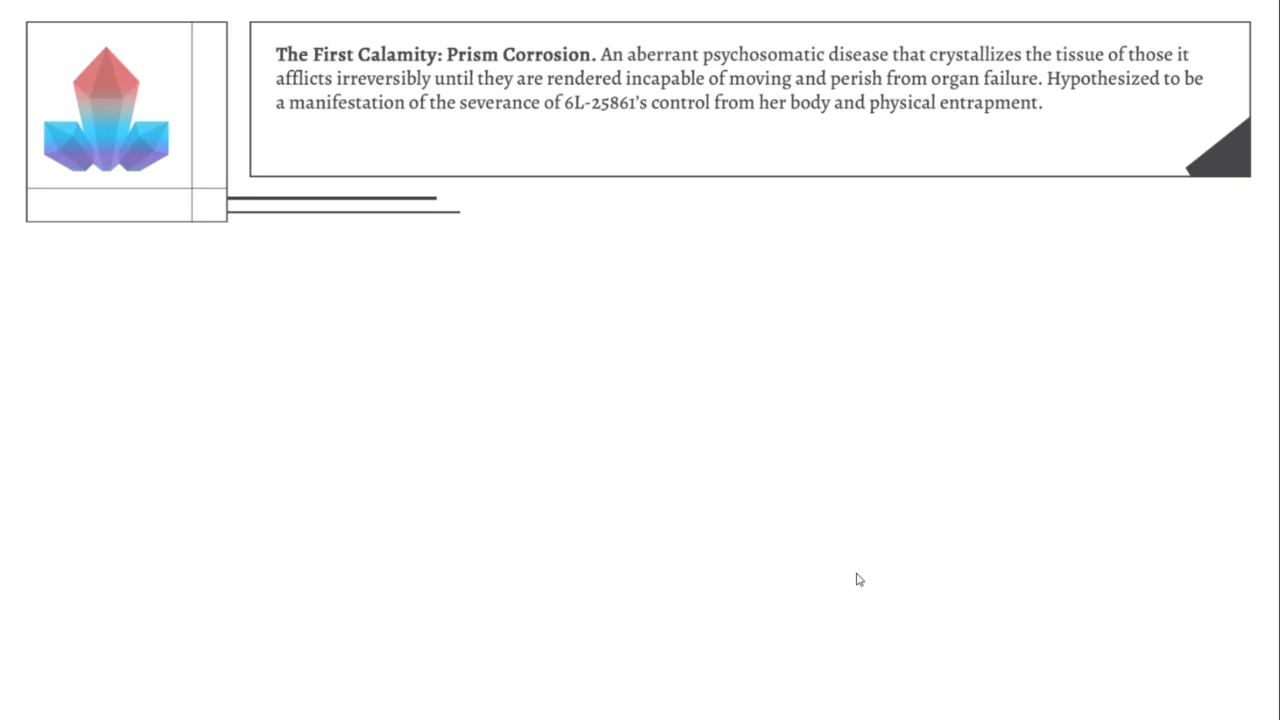 The First Calamity: Prism Corrosion. An aberrant psychosomatic disease that crystallizes the tissue of those it
afflicts irreversibly until they are rendered incapable of moving and perish from organ failure. Hypothesized to be
a manifestation of the severance of 6L-25861's control from her body and physical entrapment.